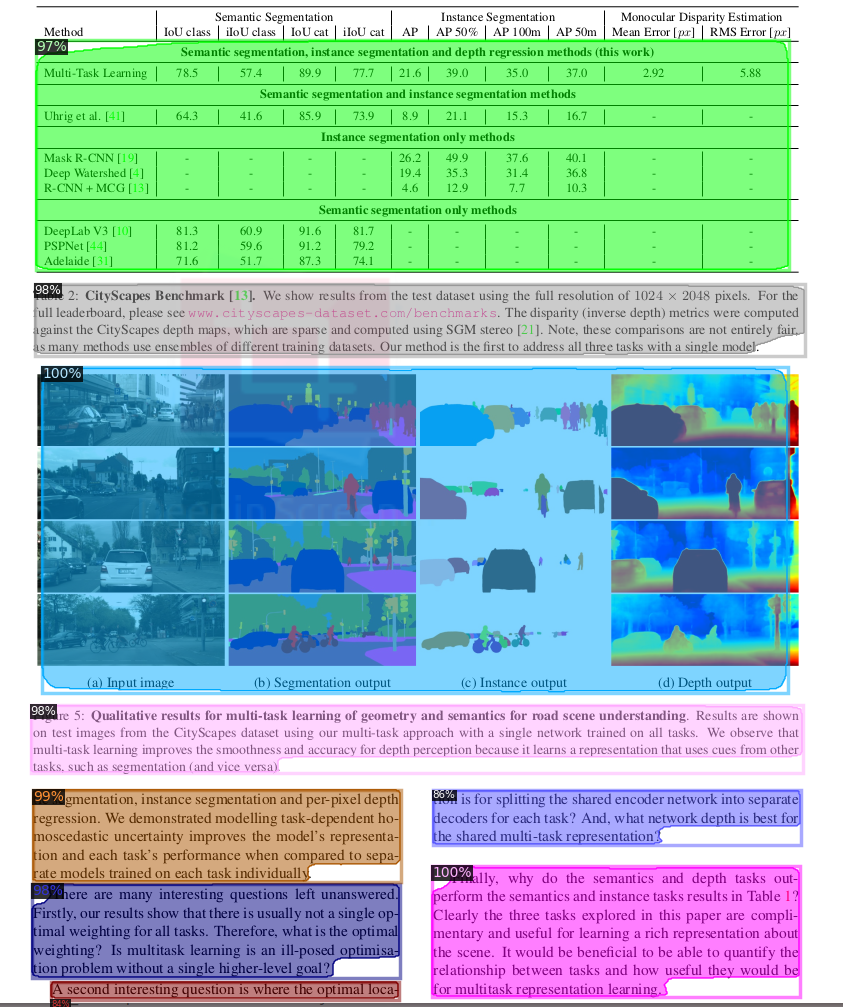 Semantic Segmentation Instance Segmentation Monocular Disparity Estimation
Method IoU class iIoU class IoU cat iIoU cat AP AP 50% AP 100m AP 50m Mean Error [px] RMS Error [px]
97%
Semantic segmentation, instance segmentation and depth regression methods (this work)
Multi-Task Learning 78.5 57.4 89.9 77.7 21.6 39.0 35.0 37.0 2.92 5.88
Semantic segmentation and instance segmentation methods
Uhrig et al. [41] 64.3 41.6 85.9 73.9 8.9 21.1 15.3 16.7 - -
Instance segmentation only methods
Mask R-CNN [19] - - - - 26.2 49.9 37.6 40.1 - -
Deep Watershed [4] - - - - 19.4 35.3 31.4 36.8 - -
R-CNN + MCG [13] - - - - 4.6 12.9 7.7 10.3 - -
Semantic segmentation only methods
DeepLab V3 [10] 81.3 60.9 91.6 81.7 - - - - - -
PSPNet [44] 81.2 59.6 91.2 79.2 - - - - - -
Adelaide [31] 71.6 51.7 87.3 74.1 - - - - - -
98%
2: CityScapes Benchmark [13]. We show results from the test dataset using the full resolution of 1024 × 2048 pixels. For the
full leaderboard, please see www.cityscapes-dataset.com/benchmarks. The disparity (inverse depth) metrics were computed
against the CityScapes depth maps, which are sparse and computed using SGM stereo [21]. Note, these comparisons are not entirely fair,
as many methods use ensembles of different training datasets. Our method is the first to address all three tasks with a single model.
100%
(a) Input image (b) Segmentation output (c) Instance output (d) Depth output
98%
5: Qualitative results for multi-task learning of geometry and semantics for road scene understanding. Results are shown
on test images from the CityScapes dataset using our multi-task approach with a single network trained on all tasks. We observe that
multi-task learning improves the smoothness and accuracy for depth perception because it learns a representation that uses cues from other
tasks, such as segmentation (and vice versa).
99%
gmentation, instance segmentation and per-pixel depth
regression. We demonstrated modelling task-dependent ho-
moscedastic uncertainty improves the model's representa-
tion and each task's performance when compared to sepa-
rate models trained on each task individually.
98%
here are many interesting questions left unanswered.
Firstly, our results show that there is usually not a single op-
timal weighting for all tasks. Therefore, what is the optimal
weighting? Is multitask learning is an ill-posed optimisa-
tion problem without a single higher-level goal?
A second interesting question is where the optimal loca-
86%
tion is for splitting the shared encoder network into separate
decoders for each task? And, what network depth is best for
the shared multi-task representation?
100%
Finally, why do the semantics and depth tasks out-
perform the semantics and instance tasks results in Table 1?
Clearly the three tasks explored in this paper are compli-
mentary and useful for learning a rich representation about
the scene. It would be beneficial to be able to quantify the
relationship between tasks and how useful they would be
for multitask representation learning.